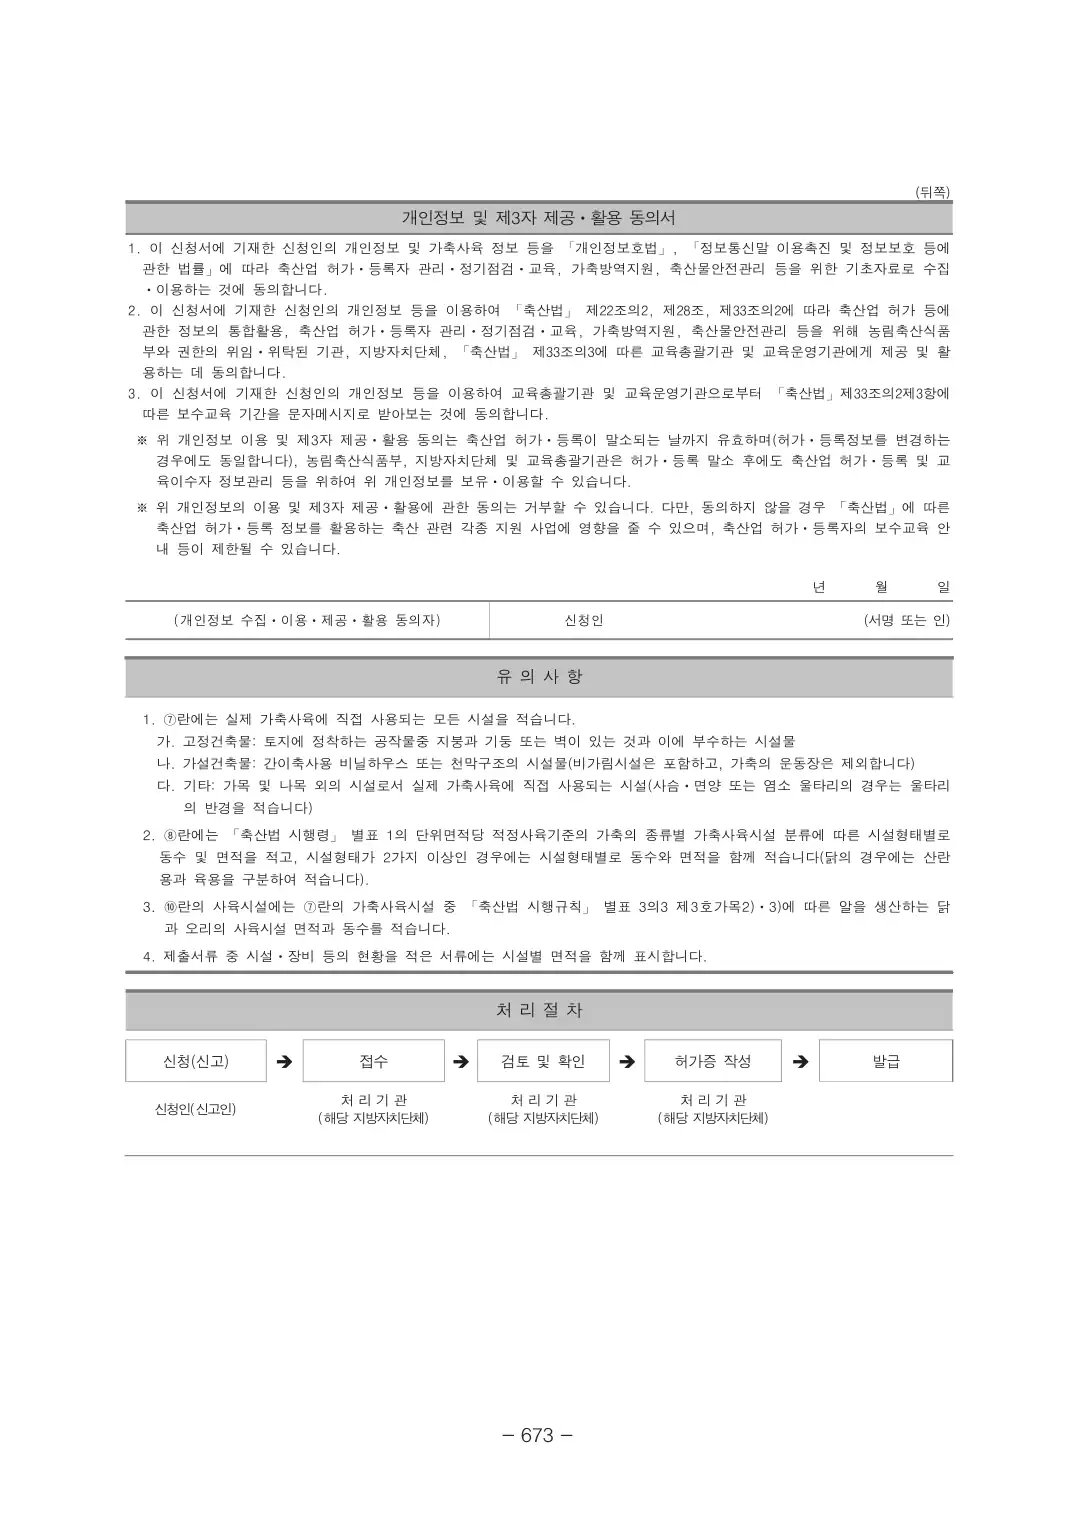 (뒤쪽)
개인정보 및 제3자 제공・활용 동의서
1. 이 신청서에 기재한 신청인의 개인정보 및 가축사육 정보 등을 「개인정보보호법」, 「정보통신말 이용촉진 및 정보보호 등에
관한 법률」에 따라 축산업 허가・등록자 관리・정기점검・교육, 가축방역지원, 축산물안전관리 등을 위한 기초자료로 수집
・이용하는 것에 동의합니다.
2. 이 신청서에 기재한 신청인의 개인정보 등을 이용하여 「축산법」 제22조의2, 제28조, 제33조의2에 따라 축산업 허가 등에
관한 정보의 통합활용, 축산업 허가・등록자 관리・정기점검・교육, 가축방역지원, 축산물안전관리 등을 위해 농림축산식품
부와 권한의 위임・위탁된 기관, 지방자치단체, 「축산법」 제33조의3에 따른 교육총괄기관 및 교육운영기관에게 제공 및 활
용하는 데 동의합니다.
3. 이 신청서에 기재한 신청인의 개인정보 등을 이용하여 교육총괄기관 및 교육운영기관으로부터 「축산법」제33조의2제3항에
따른 보수교육 기간을 문자메시지로 받아보는 것에 동의합니다.
※ 위 개인정보 이용 및 제3자 제공・활용 동의는 축산업 허가・등록이 말소되는 날까지 유효하며(허가・등록정보를 변경하는
경우에도 동일합니다), 농림축산식품부, 지방자치단체 및 교육총괄기관은 허가・등록 말소 후에도 축산업 허가・등록 및 교
육이수자 정보관리 등을 위하여 위 개인정보를 보유・이용할 수 있습니다.
※ 위 개인정보의 이용 및 제3자 제공・활용에 관한 동의는 거부할 수 있습니다. 다만, 동의하지 않을 경우 「축산법」에 따른
축산업 허가・등록 정보를 활용하는 축산 관련 각종 지원 사업에 영향을 줄 수 있으며, 축산업 허가・등록자의 보수교육 안
내 등이 제한될 수 있습니다.
년 월 일
(개인정보 수집・이용・제공・활용 동의자) 신청인 (서명 또는 인)
유 의 사 항
1. ⑦란에는 실제 가축사육에 직접 사용되는 모든 시설을 적습니다.
가. 고정건축물: 토지에 정착하는 공작물중 지붕과 기둥 또는 벽이 있는 것과 이에 부수하는 시설물
나. 가설건축물: 간이축사용 비닐하우스 또는 천막구조의 시설물(비가림시설은 포함하고, 가축의 운동장은 제외합니다)
다. 기타: 가목 및 나목 외의 시설로서 실제 가축사육에 직접 사용되는 시설(사슴・면양 또는 염소 울타리의 경우는 울타리
의 반경을 적습니다)
2. ⑧란에는 「축산법 시행령」 별표 1의 단위면적당 적정사육기준의 가축의 종류별 가축사육시설 분류에 따른 시설형태별로
동수 및 면적을 적고, 시설형태가 2가지 이상인 경우에는 시설형태별로 동수와 면적을 함께 적습니다(닭의 경우에는 산란
용과 육용을 구분하여 적습니다).
3. ⑩란의 사육시설에는 ⑦란의 가축사육시설 중 「축산법 시행규칙」 별표 3의3 제3호가목2)・3)에 따른 알을 생산하는 닭
과 오리의 사육시설 면적과 동수를 적습니다.
4. 제출서류 중 시설・장비 등의 현황을 적은 서류에는 시설별 면적을 함께 표시합니다.
처 리 절 차
신청(신고) ➔ 접수 ➔ 검토 및 확인 ➔ 허가증 작성 ➔ 발급
신청인(신고인) 처 리 기 관 처 리 기 관 처 리 기 관
(해당 지방자치단체) (해당 지방자치단체) (해당 지방자치단체)
– 673 –